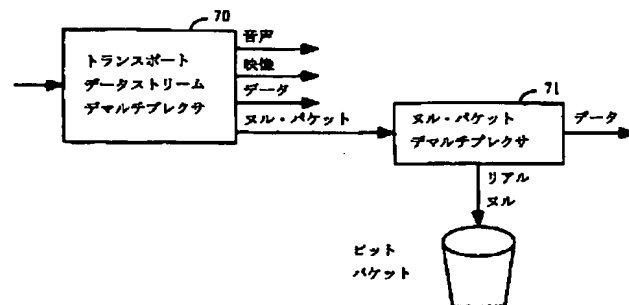 70
トランスポート
データストリーム
デマルチプレクサ
音声
映像
データ
ヌル・パケット
71
ヌル・パケット
デマルチプレクサ
データ
リアル
ヌル
ビット
バケット